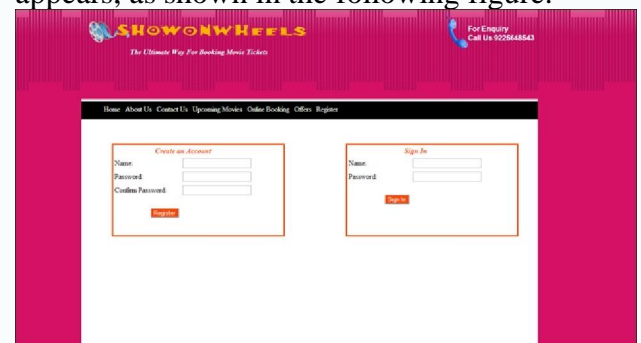 appears, as shown in the following figure:
SHOWONWHEELS
The Ultimate Way For Booking Movie Tickets
For Enquiry
Call Us 9225648543
Home About Us Contact Us Upcoming Movies Online Booking Offers Register
Create an Account
Name:
Password:
Confirm Password:
Register
Sign In
Name:
Password:
Sign In